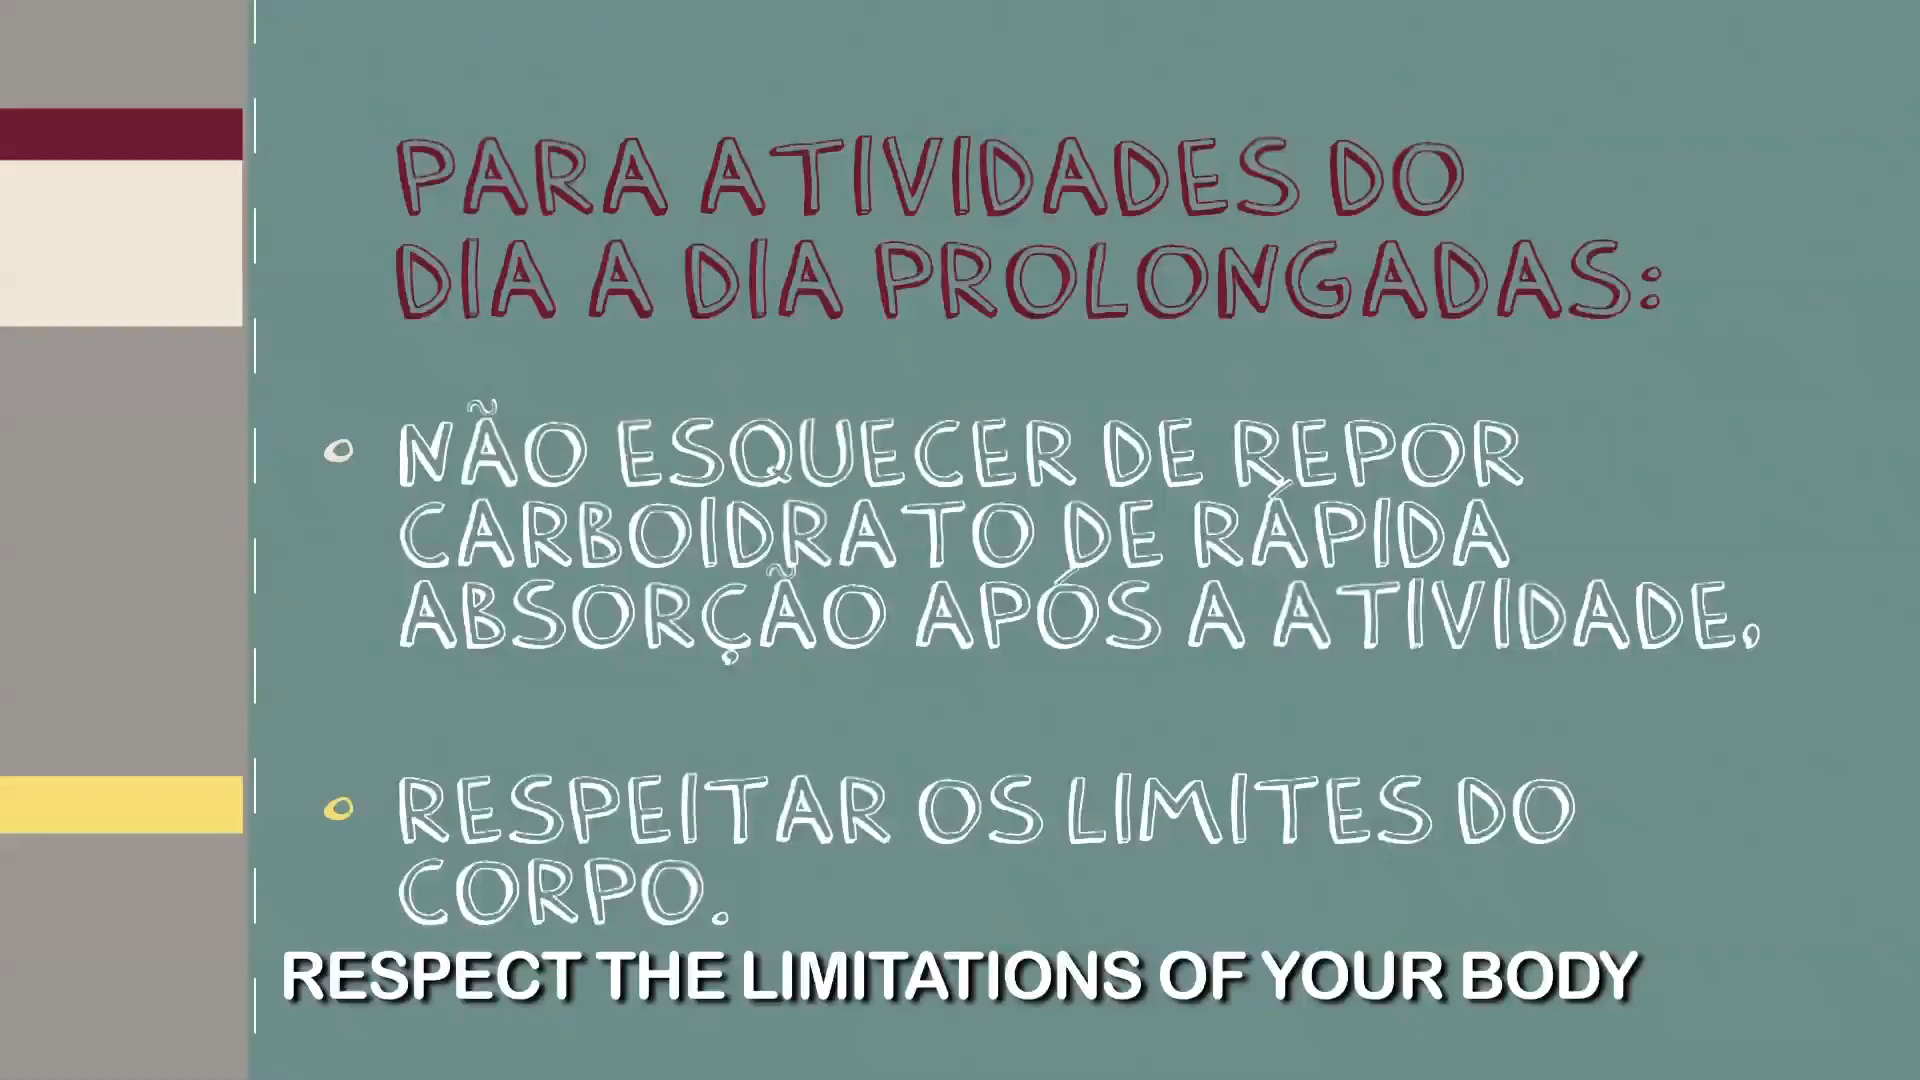 PARA ATIVIDADES DO
DIA A DIA PROLONGADAS:
NÃO ESQUECER DE REPOR
CARBOIDRATO DE RÁPIDA
ABSORÇÃO APÓS A ATIVIDADE,
RESPEITAR OS LIMITES DO
CORPO.
RESPECT THE LIMITATIONS OF YOUR BODY